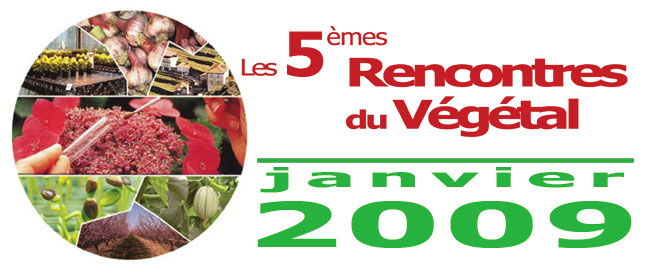 Les 5èmes
Rencontres
du Végétal
janvier
2009